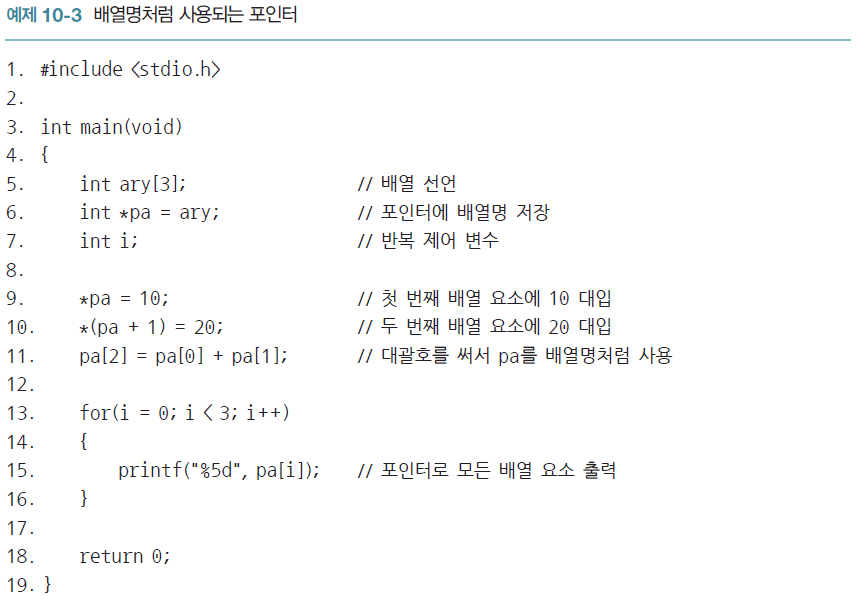 예제 10-3 배열명처럼 사용되는 포인터
1. #include <stdio.h>
2.
3. int main(void)
4. {
5. int ary[3]; // 배열 선언
6. int *pa = ary; // 포인터에 배열명 저장
7. int i; // 반복 제어 변수
8.
9. *pa = 10; // 첫 번째 배열 요소에 10 대입
10. *(pa + 1) = 20; // 두 번째 배열 요소에 20 대입
11. pa[2] = pa[0] + pa[1]; // 대괄호를 써서 pa를 배열명처럼 사용
12.
13. for(i = 0; i < 3; i++)
14. {
15. printf("%5d", pa[i]); // 포인터로 모든 배열 요소 출력
16. }
17.
18. return 0;
19. }